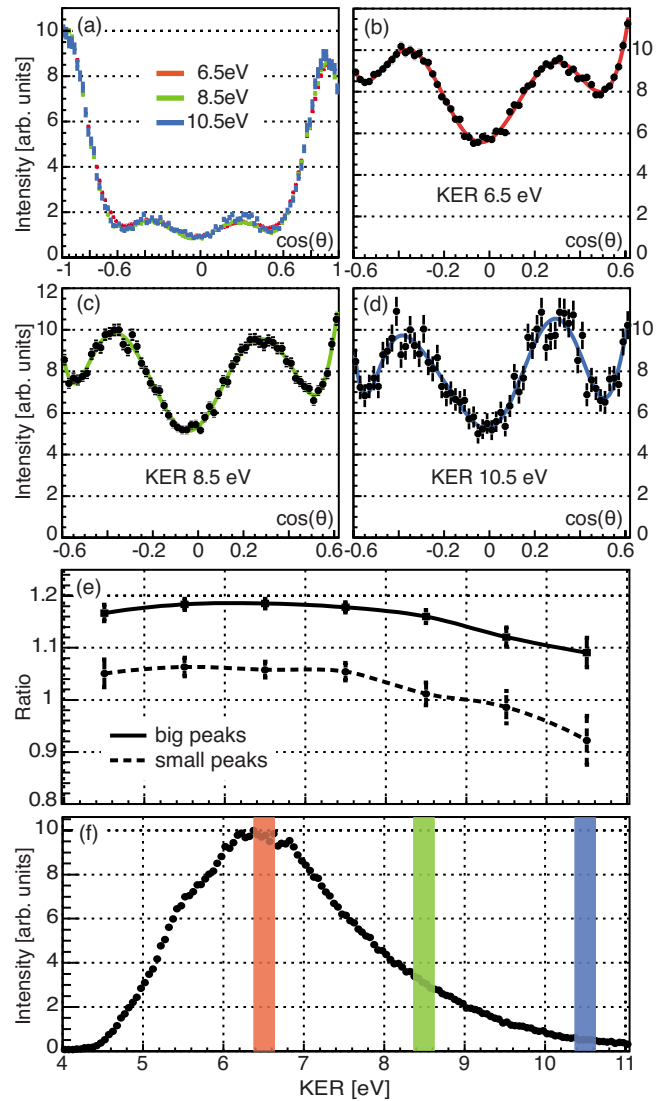 (a)
6.5eV
8.5eV
10.5eV
Intensity [arb. units]
10
8
6
4
2
0
cos(θ)
-1 -0.6 0 0.6 1
(b)
KER 6.5 eV
cos(θ)
10
8
6
4
2
0
-0.6 -0.2 0.2 0.6
(c)
KER 8.5 eV
Intensity [arb. units]
12
10
8
6
4
2
0
cos(θ)
-0.6 -0.2 0 0.2 0.6
(d)
KER 10.5 eV
cos(θ)
10
8
6
4
2
0
-0.6 -0.2 0 0.2 0.6
(e)
Ratio
1.2
1.1
1
0.9
0.8
big peaks
small peaks
(f)
Intensity [arb. units]
10
8
6
4
2
0
4 5 6 7 8 9 10 11
KER [eV]